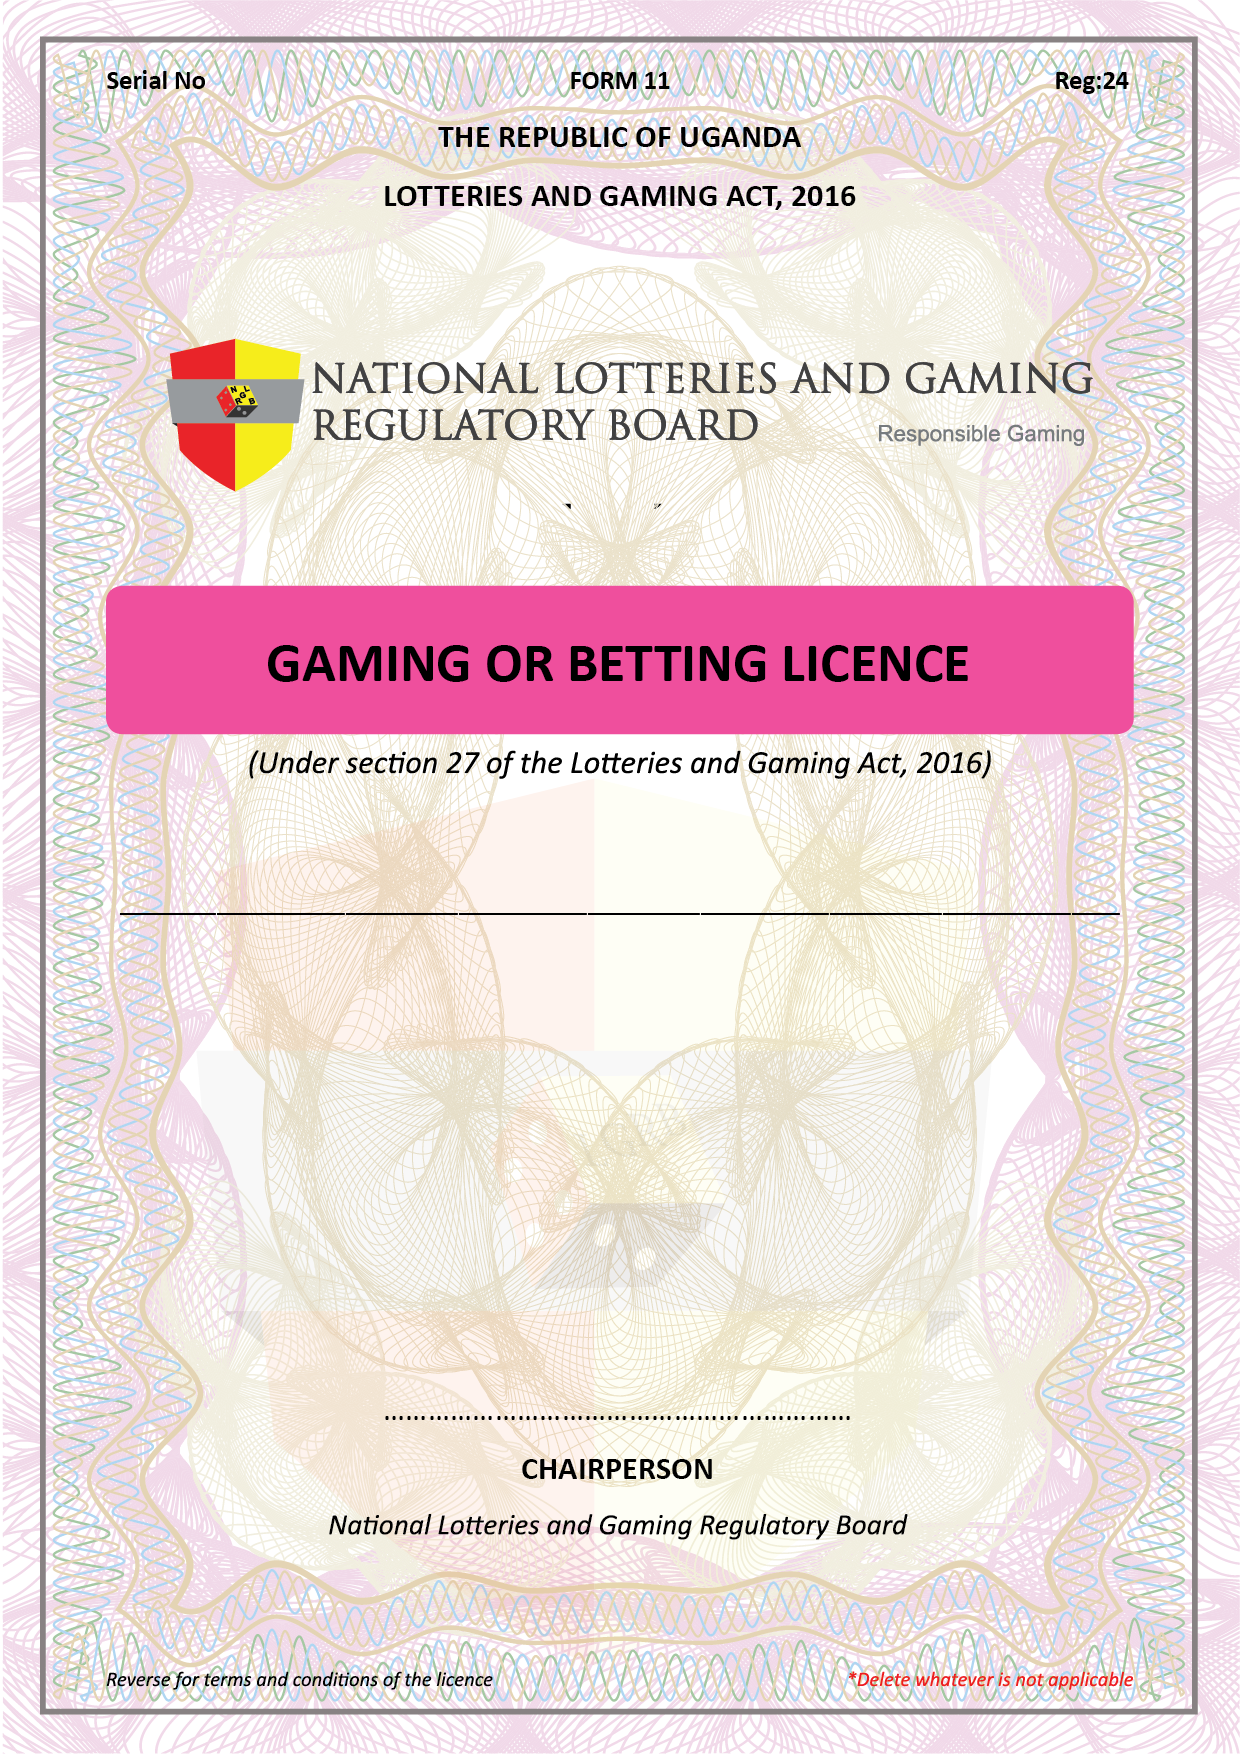 Serial No FORM 11 Reg:24
THE REPUBLIC OF UGANDA
LOTTERIES AND GAMING ACT, 2016
NATIONAL LOTTERIES AND GAMING
REGULATORY BOARD Responsible Gaming
GAMING OR BETTING LICENCE
(Under section 27 of the Lotteries and Gaming Act, 2016)
CHAIRPERSON
National Lotteries and Gaming Regulatory Board
Reverse for terms and conditions of the licence *Delete whatever is not applicable